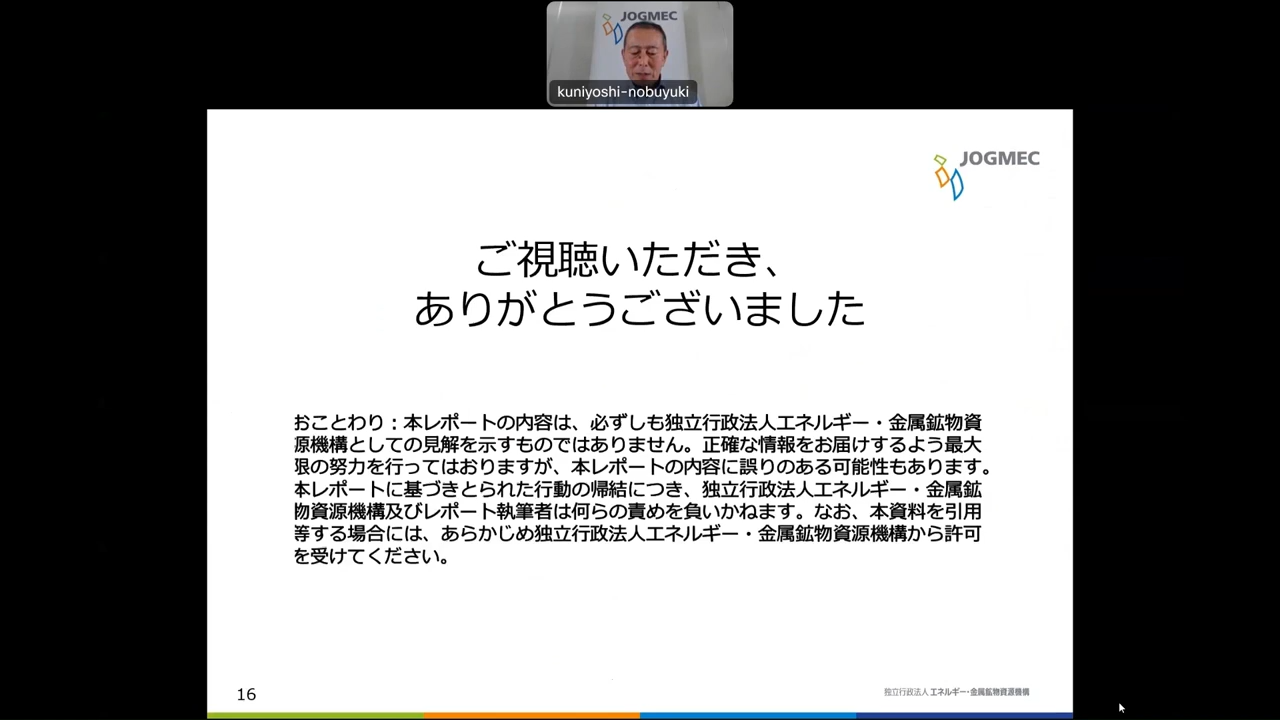 JOGMEC
kuniyoshi-nobuyuki
JOGMEC
ご視聴いただき、
ありがとうございました
おことわり：本レポートの内容は、必ずしも独立行政法人エネルギー・金属鉱物資
源機構としての見解を示すものではありません。正確な情報をお届けするよう最大
限の努力を行ってはおりますが、本レポートの内容に誤りのある可能性もあります。
本レポートに基づきとられた行動の帰結につき、独立行政法人エネルギー・金属鉱
物資源機構及びレポート執筆者は何らの責めを負いかねます。なお、本資料を引用
等する場合には、あらかじめ独立行政法人エネルギー・金属鉱物資源機構から許可
を受けてください。
16
独立行政法人 エネルギー・金属鉱物資源機構